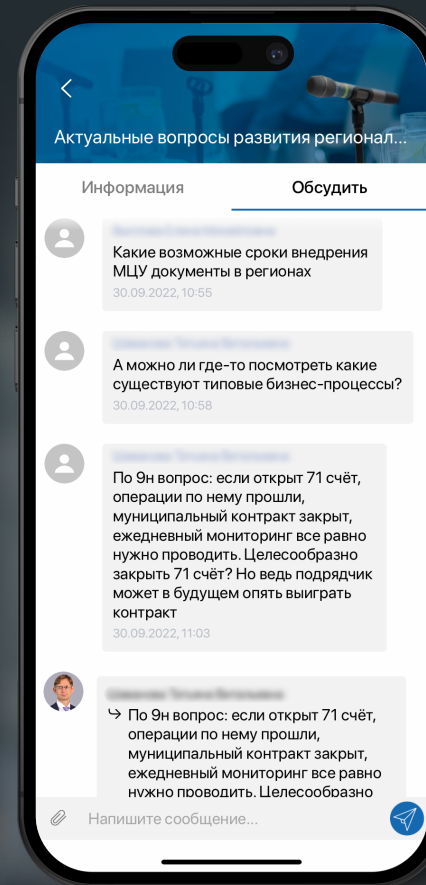 Актуальные вопросы развития регионал...
Информация
Обсудить
Какие возможные сроки внедрения
МЦУ документы в регионах
30.09.2022, 10:55
А можно ли где-то посмотреть какие
существуют типовые бизнес-процессы?
30.09.2022, 10:58
По 9н вопрос: если открыт 71 счёт,
операции по нему прошли,
муниципальный контракт закрыт,
ежедневный мониторинг все равно
нужно проводить. Целесообразно
закрыть 71 счёт? Но ведь подрядчик
может в будущем опять выиграть
контракт
30.09.2022, 11:03
По 9н вопрос: если открыт 71 счёт,
операции по нему прошли,
муниципальный контракт закрыт,
ежедневный мониторинг все равно
нужно проводить. Целесообразно
Напишите сообщение...